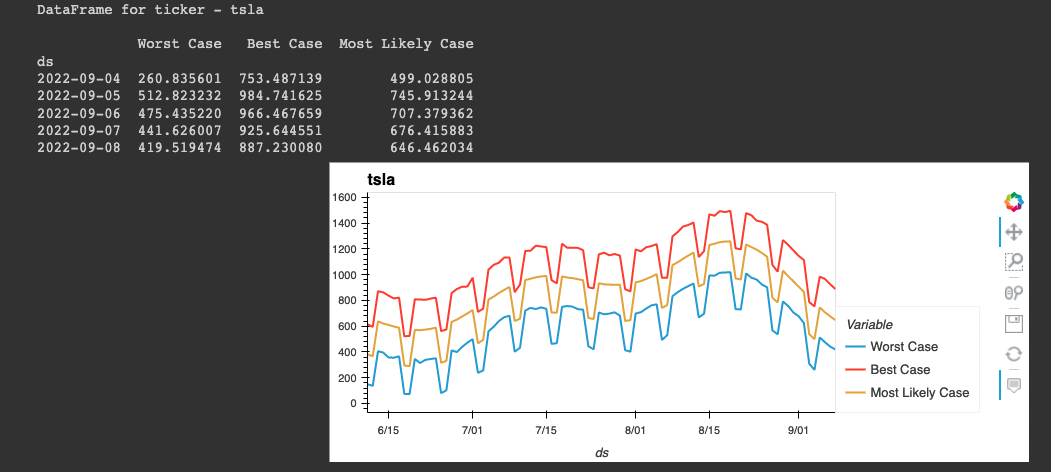 DataFrame for ticker - tsla
Worst Case Best Case Most Likely Case
ds
2022-09-04 260.835601 753.487139 499.028805
2022-09-05 512.823232 984.741625 745.913244
2022-09-06 475.435220 966.467659 707.379362
2022-09-07 441.626007 925.644551 676.415883
2022-09-08 419.519474 887.230080 646.462034
tsla
1600
1400
1200
1000
800
600
400
200
0
6/15 7/01 7/15 8/01 8/15 9/01
ds
Variable
Worst Case
Best Case
Most Likely Case